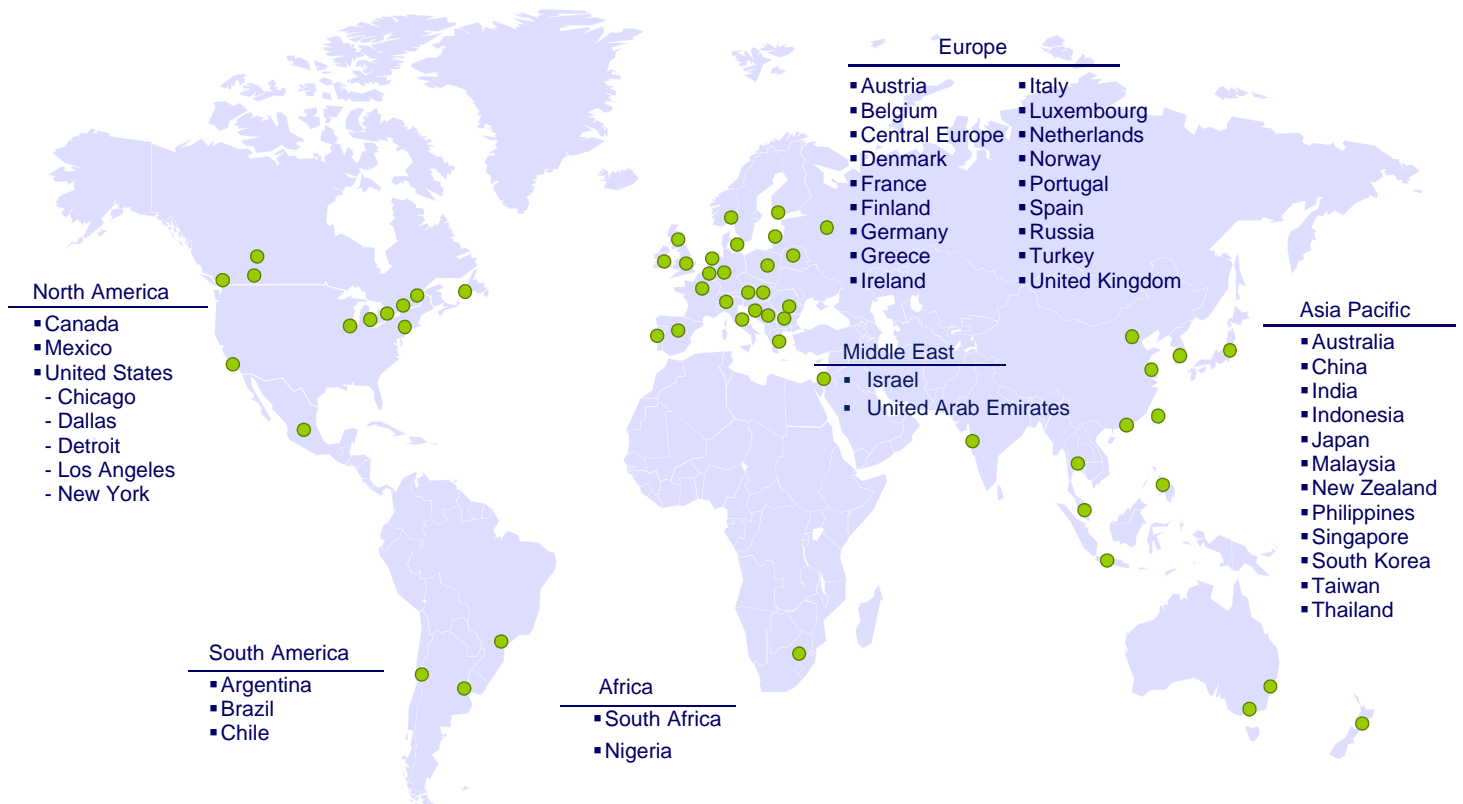 Europe
▪Austria
▪Belgium
▪Central Europe
▪Denmark
▪France
▪Finland
▪Germany
▪Greece
▪Ireland
▪Italy
▪Luxembourg
▪Netherlands
▪Norway
▪Portugal
▪Spain
▪Russia
▪Turkey
▪United Kingdom
North America
▪Canada
▪Mexico
▪United States
- Chicago
- Dallas
- Detroit
- Los Angeles
- New York
Middle East
▪ Israel
▪ United Arab Emirates
Asia Pacific
▪Australia
▪China
▪India
▪Indonesia
▪Japan
▪Malaysia
▪New Zealand
▪Philippines
▪Singapore
▪South Korea
▪Taiwan
▪Thailand
South America
▪Argentina
▪Brazil
▪Chile
Africa
▪South Africa
▪Nigeria